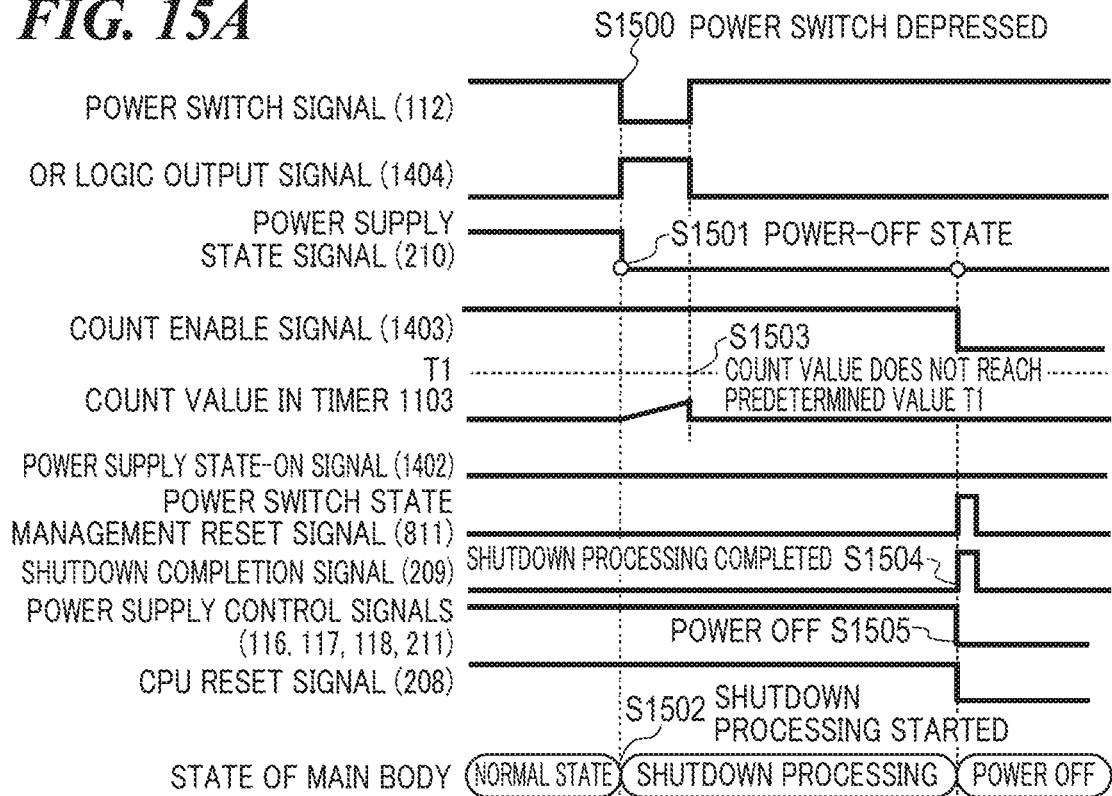 FIG. 15A
S1500 POWER SWITCH DEPRESSED
POWER SWITCH SIGNAL (112)
OR LOGIC OUTPUT SIGNAL (1404)
POWER SUPPLY
STATE SIGNAL (210)
S1501 POWER-OFF STATE
COUNT ENABLE SIGNAL (1403)
S1503
T1
COUNT VALUE DOES NOT REACH
COUNT VALUE IN TIMER 1103
PREDETERMINED VALUE T1
POWER SUPPLY STATE-ON SIGNAL (1402)
POWER SWITCH STATE
MANAGEMENT RESET SIGNAL (811)
SHUTDOWN COMPLETION SIGNAL (209)
SHUTDOWN PROCESSING COMPLETED S1504
POWER SUPPLY CONTROL SIGNALS
(116, 117, 118, 211)
POWER OFF S1505
CPU RESET SIGNAL (208)
S1502 SHUTDOWN
PROCESSING STARTED
STATE OF MAIN BODY
NORMAL STATE
SHUTDOWN PROCESSING
POWER OFF